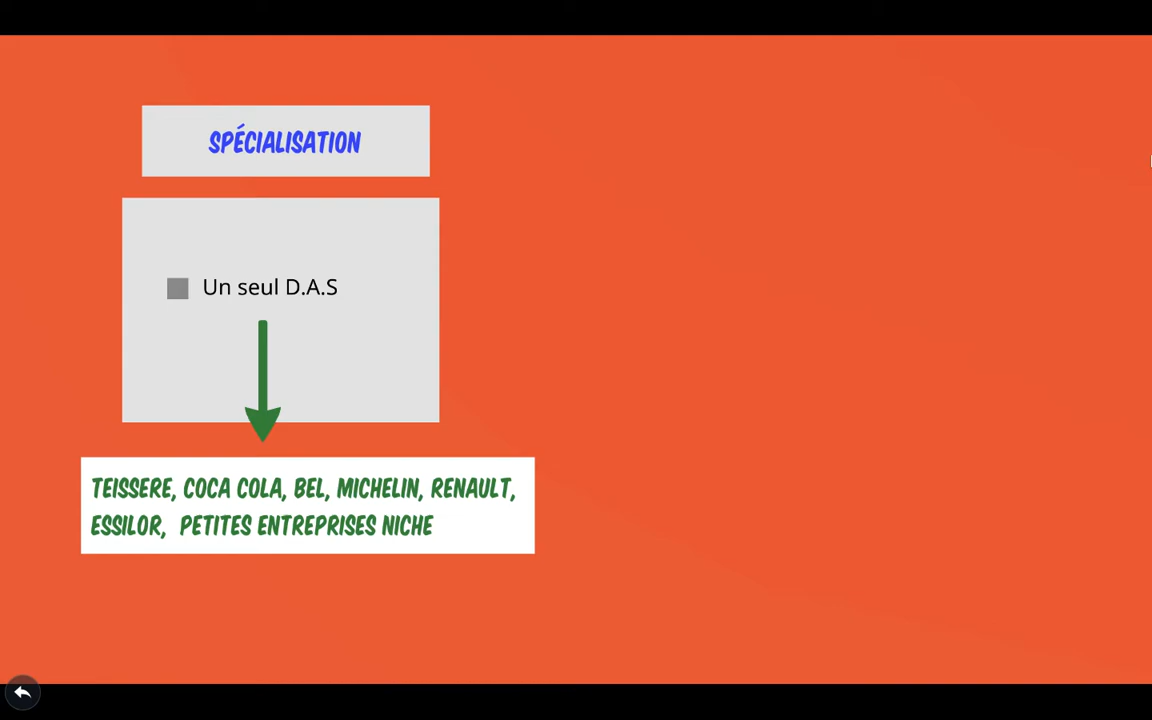 SPÉCIALISATION
Un seul D.A.S
TEISSERE, COCA COLA, BEL, MICHELIN, RENAULT,
ESSILOR, PETITES ENTREPRISES NICHE